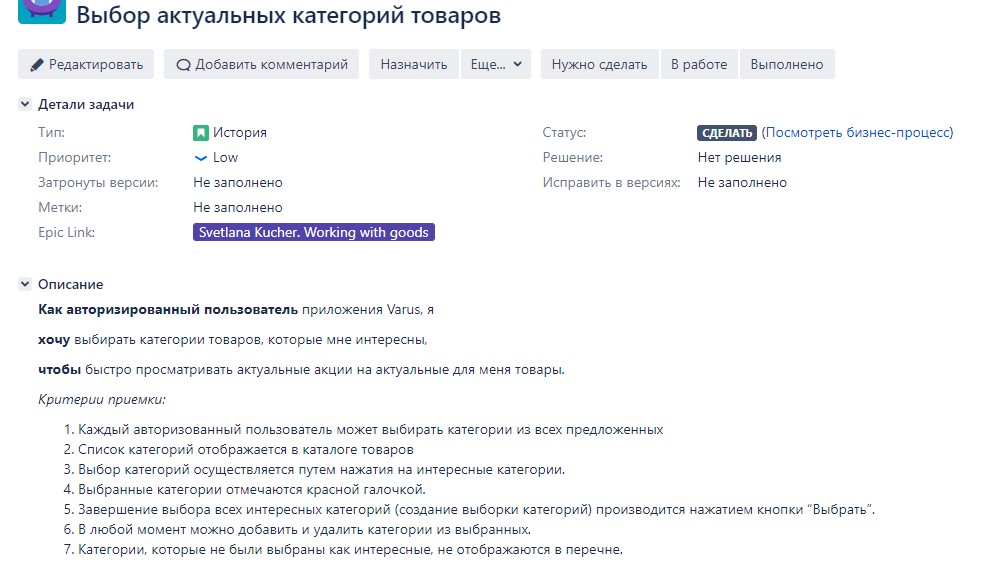 Выбор актуальных категорий товаров
Редактировать Добавить комментарий Назначить Еще... Нужно сделать В работе Выполнено
Детали задачи
Тип: История Статус: СДЕЛАТЬ (Посмотреть бизнес-процесс)
Приоритет: Low Решение: Нет решения
Затронуты версии: Не заполнено Исправить в версиях: Не заполнено
Метки: Не заполнено
Epic Link: Svetlana Kucher. Working with goods
Описание
Как авторизированный пользователь приложения Varus, я
хочу выбирать категории товаров, которые мне интересны,
чтобы быстро просматривать актуальные акции на актуальные для меня товары.
Критерии приемки:
1. Каждый авторизованный пользователь может выбирать категории из всех предложенных
2. Список категорий отображается в каталоге товаров
3. Выбор категорий осуществляется путем нажатия на интересные категории.
4. Выбранные категории отмечаются красной галочкой.
5. Завершение выбора всех интересных категорий (создание выборки категорий) производится нажатием кнопки “Выбрать”.
6. В любой момент можно добавить и удалить категории из выбранных.
7. Категории, которые не были выбраны как интересные, не отображаются в перечне.